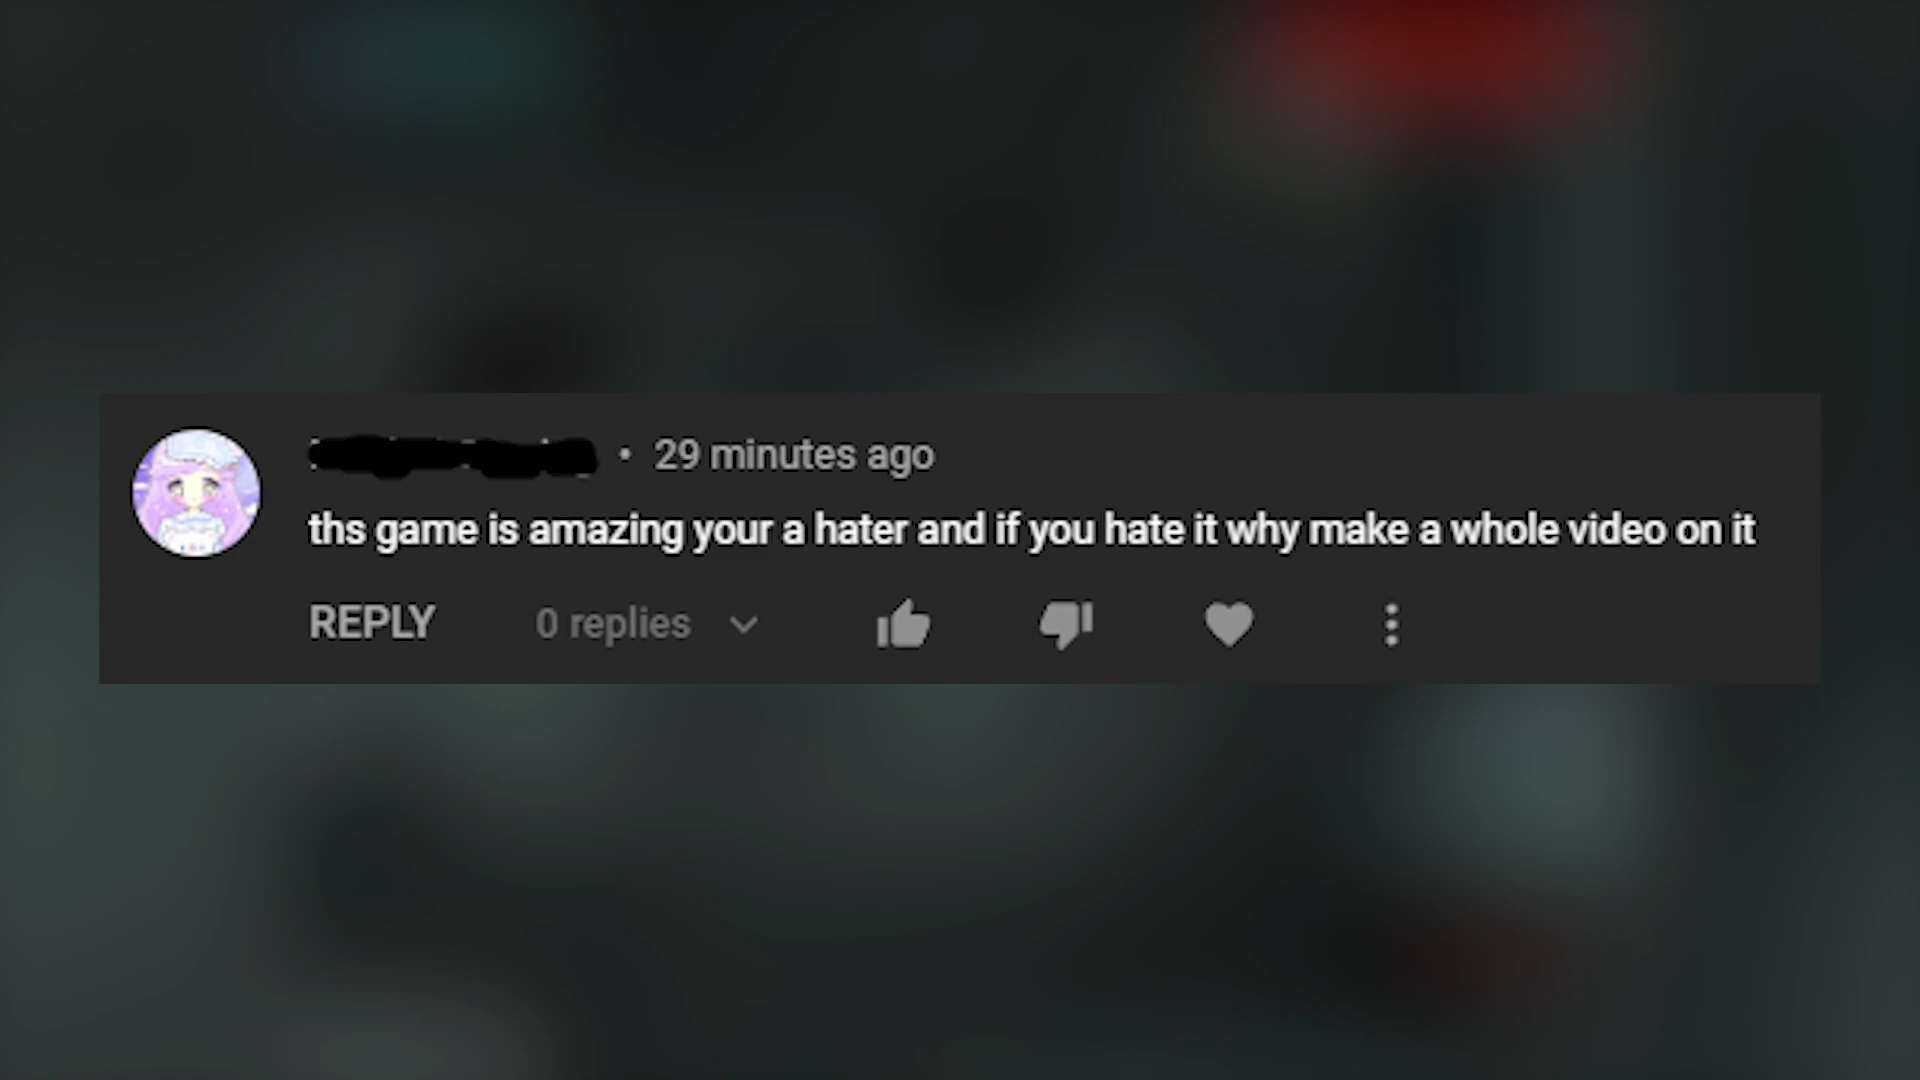 • 29 minutes ago
ths game is amazing your a hater and if you hate it why make a whole video on it
REPLY 0 replies